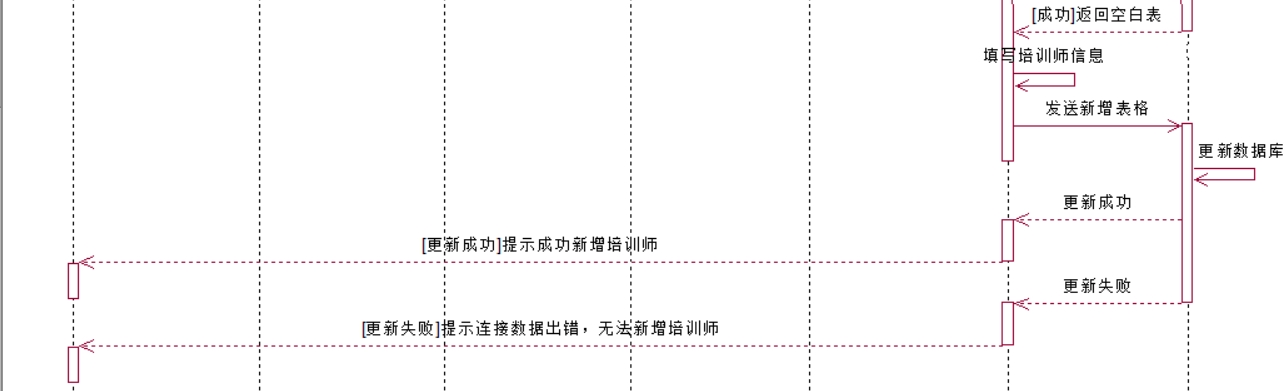 [成功]返回空白表
填写培训师信息
发送新增表格
更新数据库
更新成功
[更新成功]提示成功新增培训师
更新失败
[更新失败]提示连接数据出错，无法新增培训师